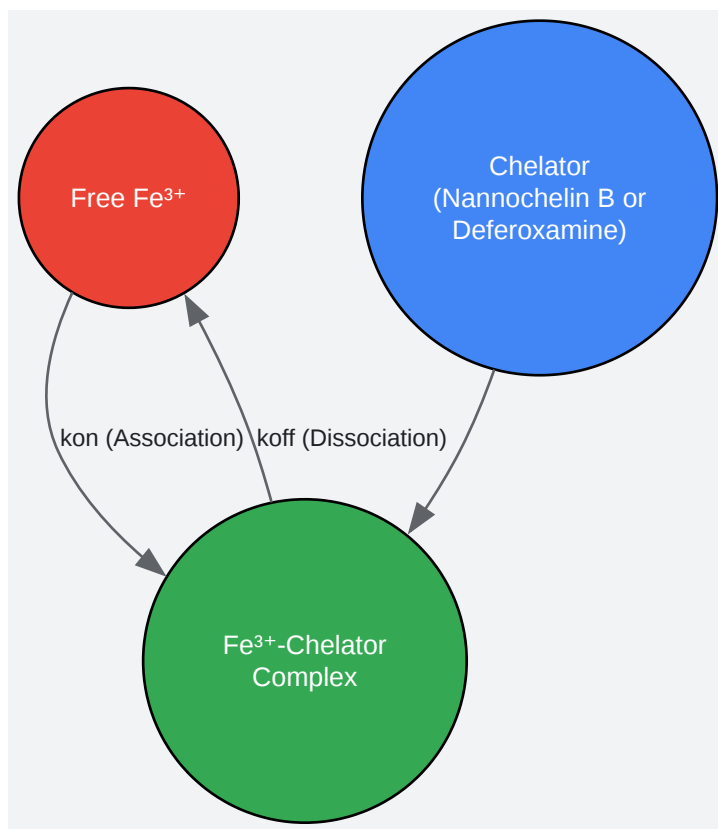 Chelator
(Nannochelin B or
Deferoxamine)
Free Fe³⁺
kon (Association)
koff (Dissociation)
Fe³⁺-Chelator
Complex